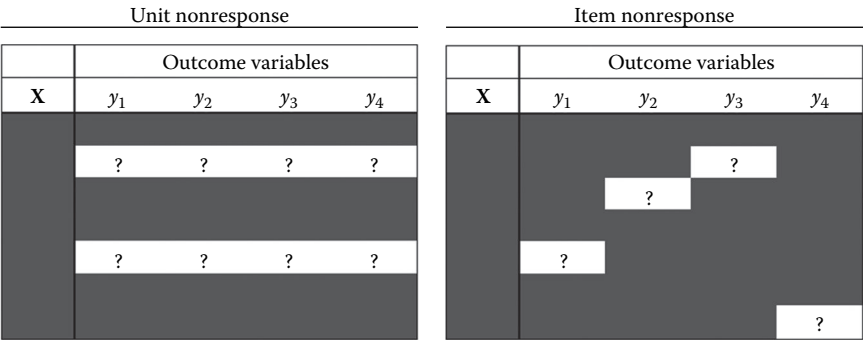 Unit nonresponse
Outcome variables
X y₁ y₂ y₃ y₄
? ? ? ?
? ? ? ?
Item nonresponse
Outcome variables
X y₁ y₂ y₃ y₄
?
?
?
?